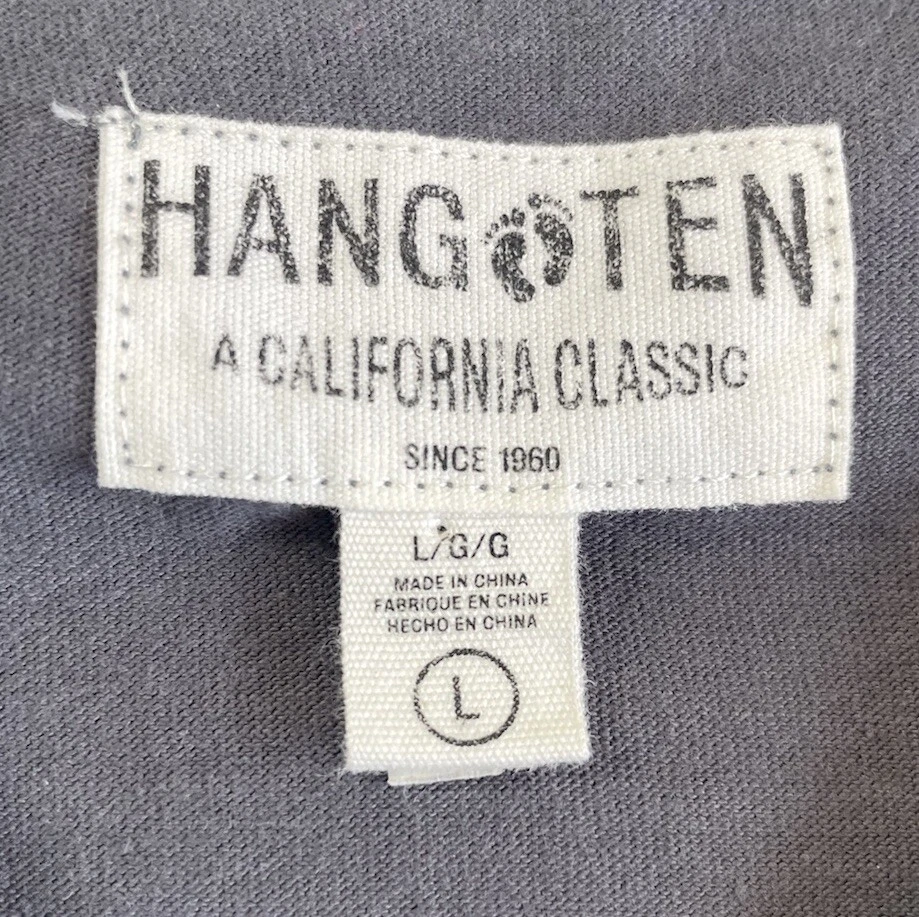 HANG TEN
A CALIFORNIA CLASSIC
SINCE 1960
L/G/G
MADE IN CHINA
FABRIQUE EN CHINE
HECHO EN CHINA
L